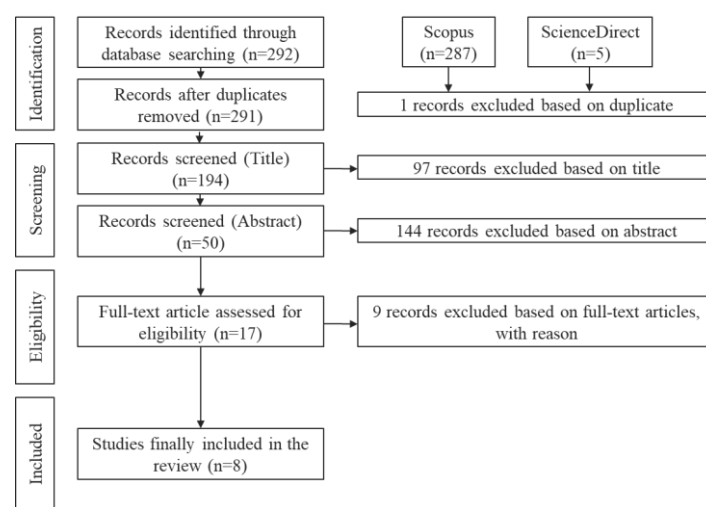 Identification
Records identified through
database searching (n=292)
Scopus
(n=287)
ScienceDirect
(n=5)
Records after duplicates
removed (n=291)
1 records excluded based on duplicate
Screening
Records screened (Title)
(n=194)
97 records excluded based on title
Records screened (Abstract)
(n=50)
144 records excluded based on abstract
Eligibility
Full-text article assessed for
eligibility (n=17)
9 records excluded based on full-text articles,
with reason
Included
Studies finally included in the
review (n=8)